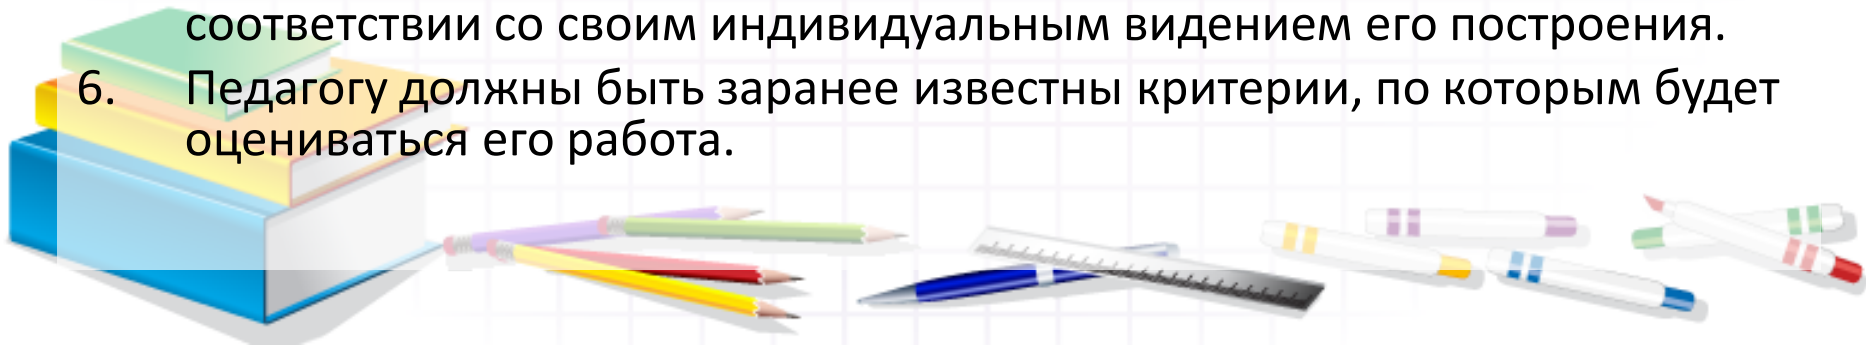 соответствии со своим индивидуальным видением его построения.
6. Педагогу должны быть заранее известны критерии, по которым будет
оцениваться его работа.